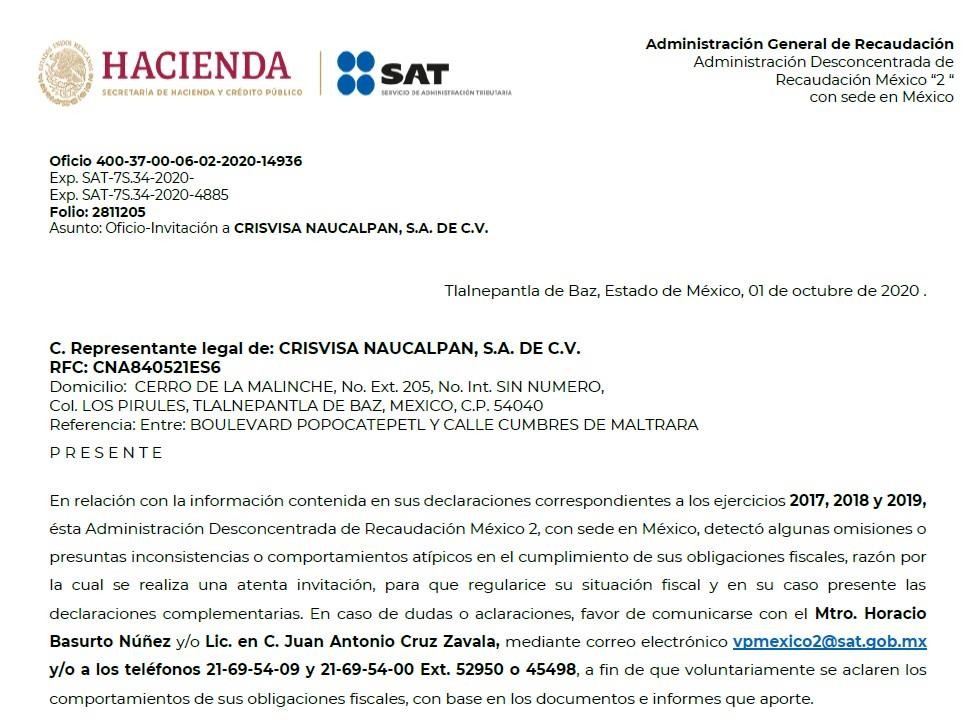 HACIENDA
SECRETARÍA DE HACIENDA Y CRÉDITO PÚBLICO
SAT
SERVICIO DE ADMINISTRACIÓN TRIBUTARIA
Administración General de Recaudación
Administración Desconcentrada de
Recaudación México “2 “
con sede en México
Oficio 400-37-00-06-02-2020-14936
Exp. SAT-7S.34-2020-
Exp. SAT-7S.34-2020-4885
Folio: 2811205
Asunto: Oficio-Invitación a CRISVISA NAUCALPAN, S.A. DE C.V.
Tlalnepantla de Baz, Estado de México, 01 de octubre de 2020 .
C. Representante legal de: CRISVISA NAUCALPAN, S.A. DE C.V.
RFC: CNA840521ES6
Domicilio: CERRO DE LA MALINCHE, No. Ext. 205, No. Int. SIN NUMERO,
Col. LOS PIRULES, TLALNEPANTLA DE BAZ, MEXICO, C.P. 54040
Referencia: Entre: BOULEVARD POPOCATEPETL Y CALLE CUMBRES DE MALTRARA
P R E S E N T E
En relación con la información contenida en sus declaraciones correspondientes a los ejercicios 2017, 2018 y 2019,
ésta Administración Desconcentrada de Recaudación México 2, con sede en México, detectó algunas omisiones o
presuntas inconsistencias o comportamientos atípicos en el cumplimiento de sus obligaciones fiscales, razón por
la cual se realiza una atenta invitación, para que regularice su situación fiscal y en su caso presente las
declaraciones complementarias. En caso de dudas o aclaraciones, favor de comunicarse con el Mtro. Horacio
Basurto Núñez y/o Lic. en C. Juan Antonio Cruz Zavala, mediante correo electrónico vpmexico2@sat.gob.mx
y/o a los teléfonos 21-69-54-09 y 21-69-54-00 Ext. 52950 o 45498, a fin de que voluntariamente se aclaren los
comportamientos de sus obligaciones fiscales, con base en los documentos e informes que aporte.